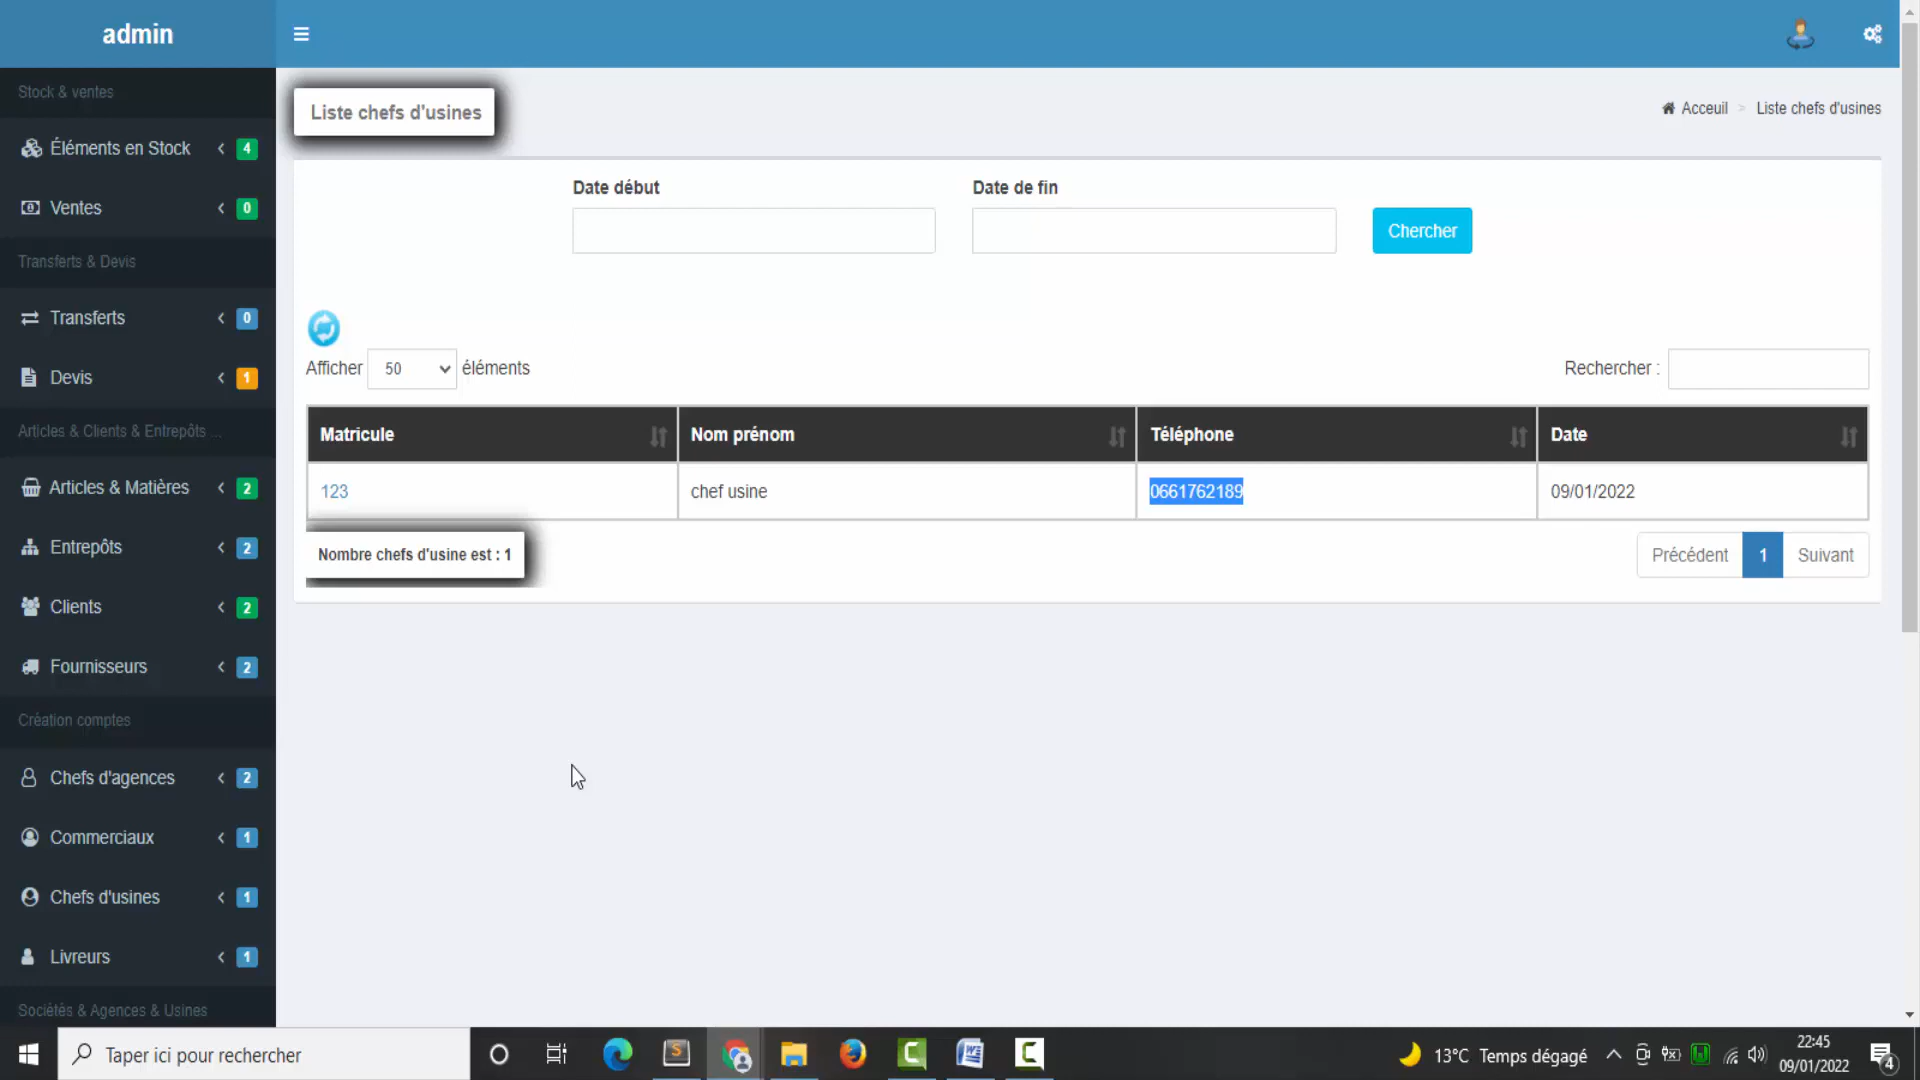 admin
Stock & ventes
Éléments en Stock 4
Ventes 0
Transferts & Devis
Transferts 0
Devis 1
Articles & Clients & Entrepôts ...
Articles & Matières 2
Entrepôts 2
Clients 2
Fournisseurs 2
Création comptes
Chefs d'agences 2
Commerciaux 1
Chefs d'usines 1
Livreurs 1
Sociétés & Agences & Usines
Liste chefs d'usines
Acceuil > Liste chefs d'usines
Date début
Date de fin
Chercher
Afficher 50 éléments
Rechercher :
Matricule Nom prénom Téléphone Date
123 chef usine 0661762189 09/01/2022
Nombre chefs d'usine est : 1
Précédent 1 Suivant
Taper ici pour rechercher
13°C Temps dégagé
22:45
09/01/2022
4